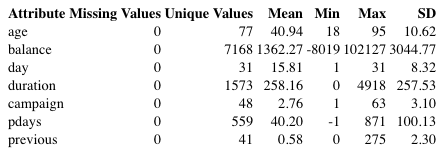 Attribute Missing Values Unique Values Mean Min Max SD
age 0 77 40.94 18 95 10.62
balance 0 7168 1362.27 -8019 102127 3044.77
day 0 31 15.81 1 31 8.32
duration 0 1573 258.16 0 4918 257.53
campaign 0 48 2.76 1 63 3.10
pdays 0 559 40.20 -1 871 100.13
previous 0 41 0.58 0 275 2.30